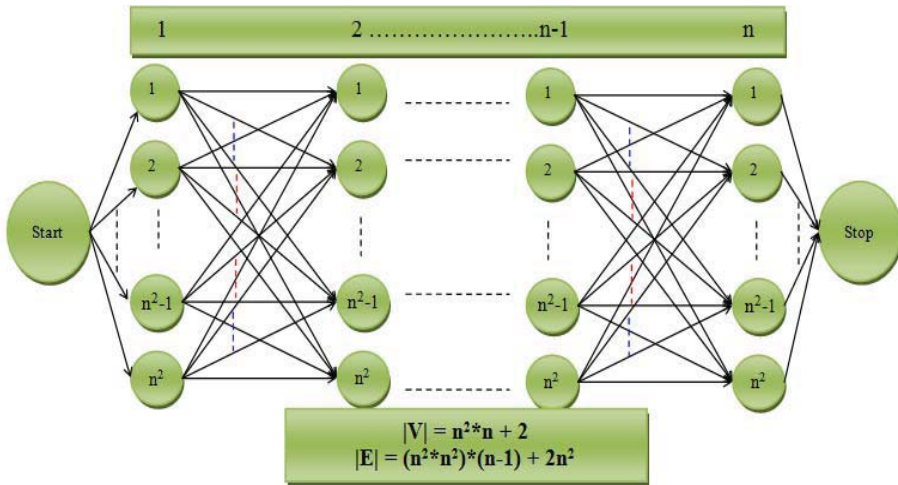 1 2 ........................n-1 n
1 1 1 1
2 2 2 2
Start Stop
n²-1 n²-1 n²-1 n²-1
n² n² n² n²
|V| = n²*n + 2
|E| = (n²*n²)*(n-1) + 2n²